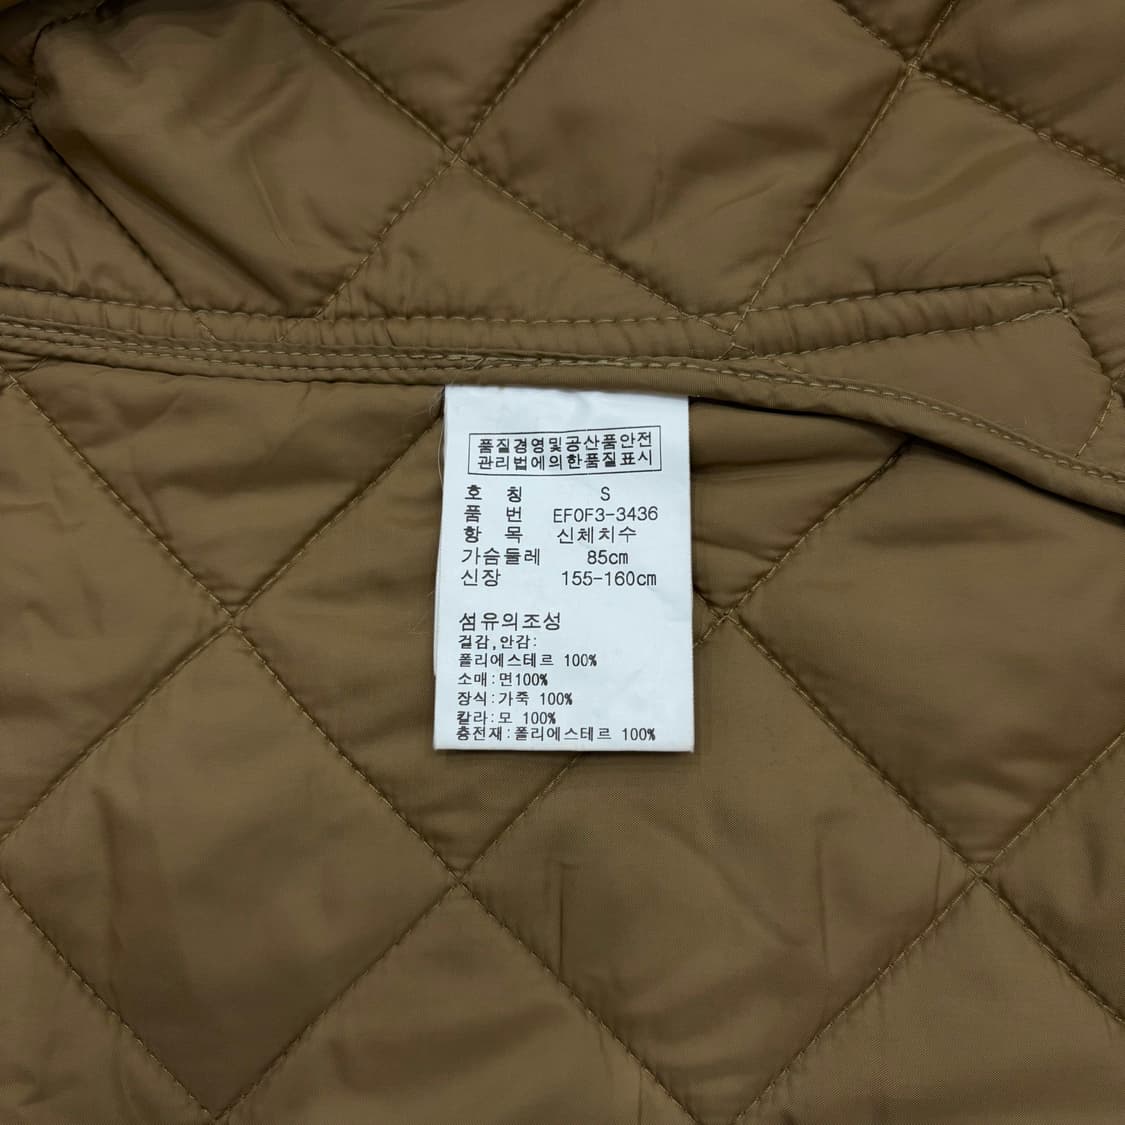 품질경영및공산품안전
관리법에의한품질표시
호 칭 S
품 번 EF0F3-3436
항 목 신체치수
가슴둘레 85cm
신장 155-160cm
섬유의조성
겉감,안감:
폴리에스테르 100%
소매:면100%
장식:가죽 100%
칼라:모 100%
충전재:폴리에스테르 100%